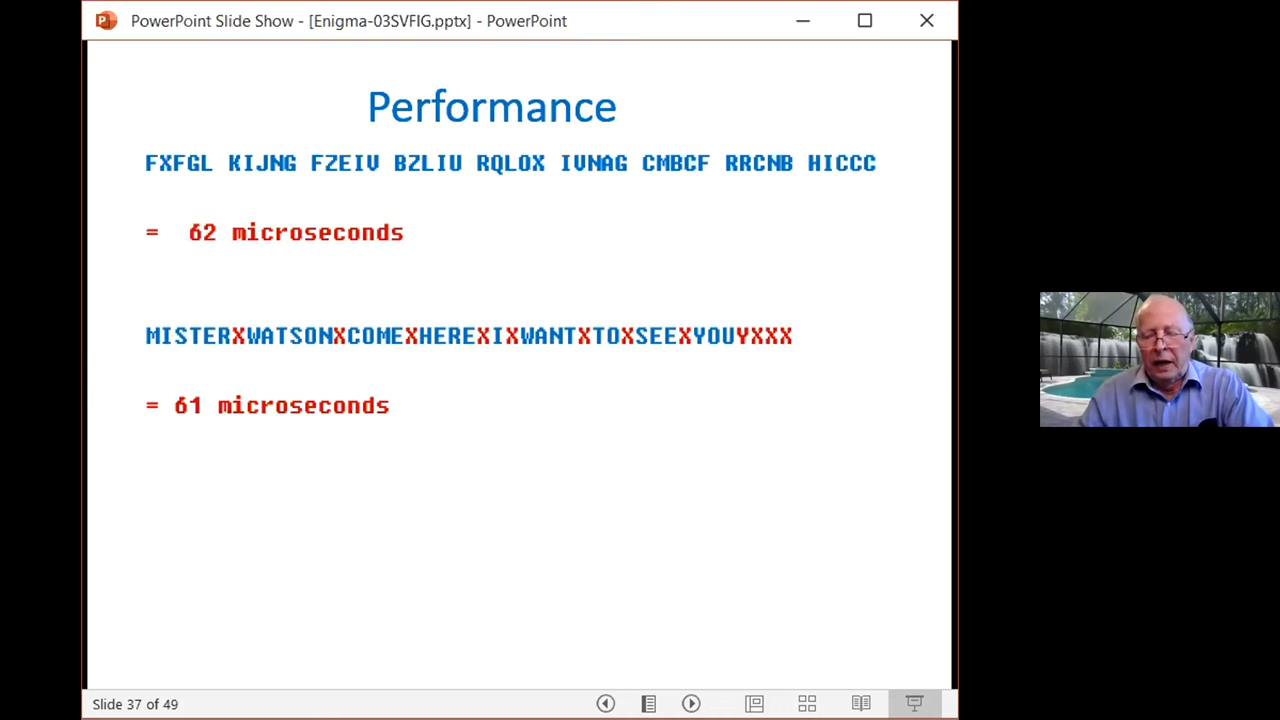 PowerPoint Slide Show - [Enigma-03SVFIG.pptx] - PowerPoint
Performance
FXFGL KIJNG FZEIV BZLIU RQLOX IVNAG CMBCF RRCNB HICCC
= 62 microseconds
MISTERXWATSONXCOMEXHEREXIXWANTXTOXSEEXYOUYXXX
= 61 microseconds
Slide 37 of 49